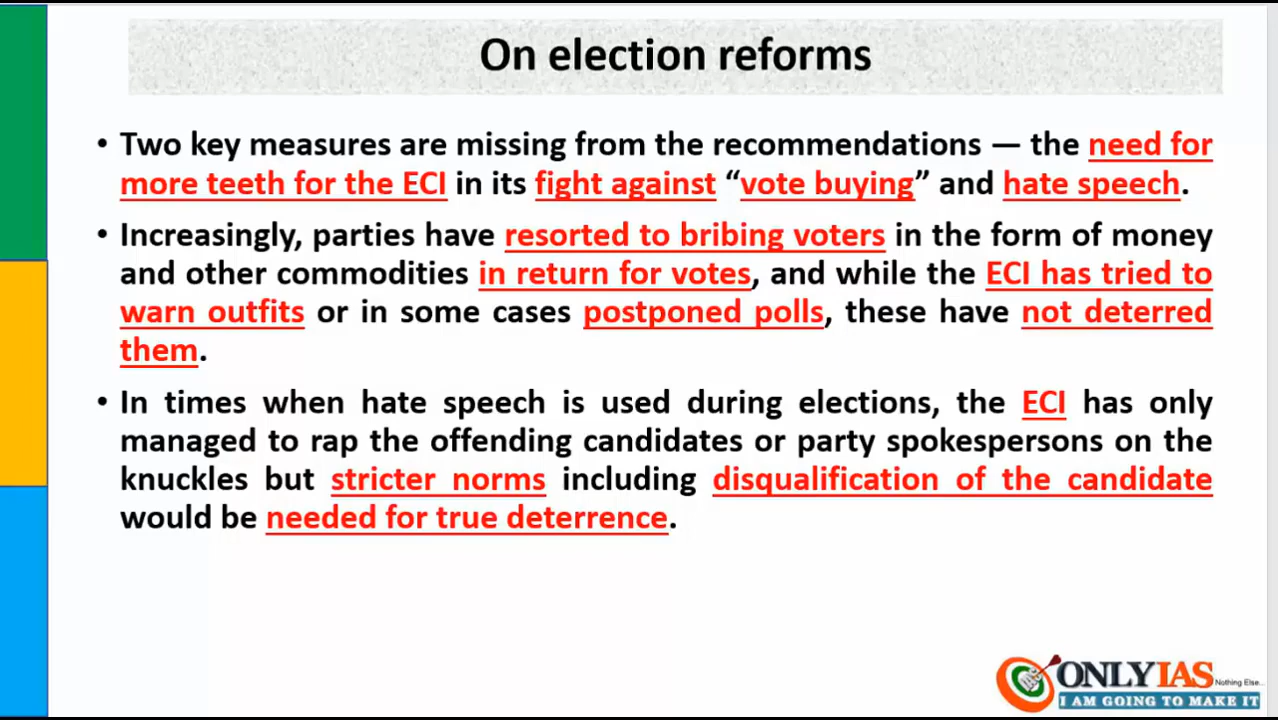 On election reforms
• Two key measures are missing from the recommendations — the need for
more teeth for the ECI in its fight against “vote buying” and hate speech.
• Increasingly, parties have resorted to bribing voters in the form of money
and other commodities in return for votes, and while the ECI has tried to
warn outfits or in some cases postponed polls, these have not deterred
them.
• In times when hate speech is used during elections, the ECI has only
managed to rap the offending candidates or party spokespersons on the
knuckles but stricter norms including disqualification of the candidate
would be needed for true deterrence.
ONLYIAS Nothing Else...
I AM GOING TO MAKE IT